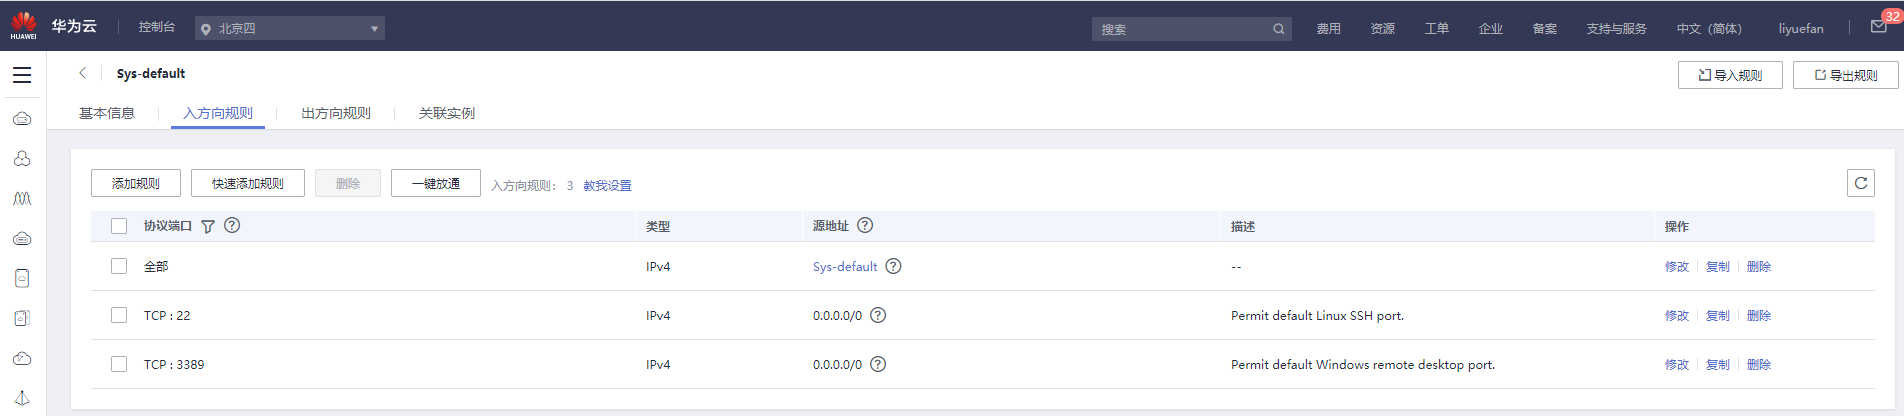 HUAWEI 华为云 控制台 北京四 搜索 费用 资源 工单 企业 备案 支持与服务 中文（简体） liyuefan 32
Sys-default 导入规则 导出规则
基本信息 入方向规则 出方向规则 关联实例
添加规则 快速添加规则 删除 一键放通 入方向规则： 3 教我设置
协议端口 类型 源地址 描述 操作
全部 IPv4 Sys-default -- 修改 复制 删除
TCP : 22 IPv4 0.0.0.0/0 Permit default Linux SSH port. 修改 复制 删除
TCP : 3389 IPv4 0.0.0.0/0 Permit default Windows remote desktop port. 修改 复制 删除